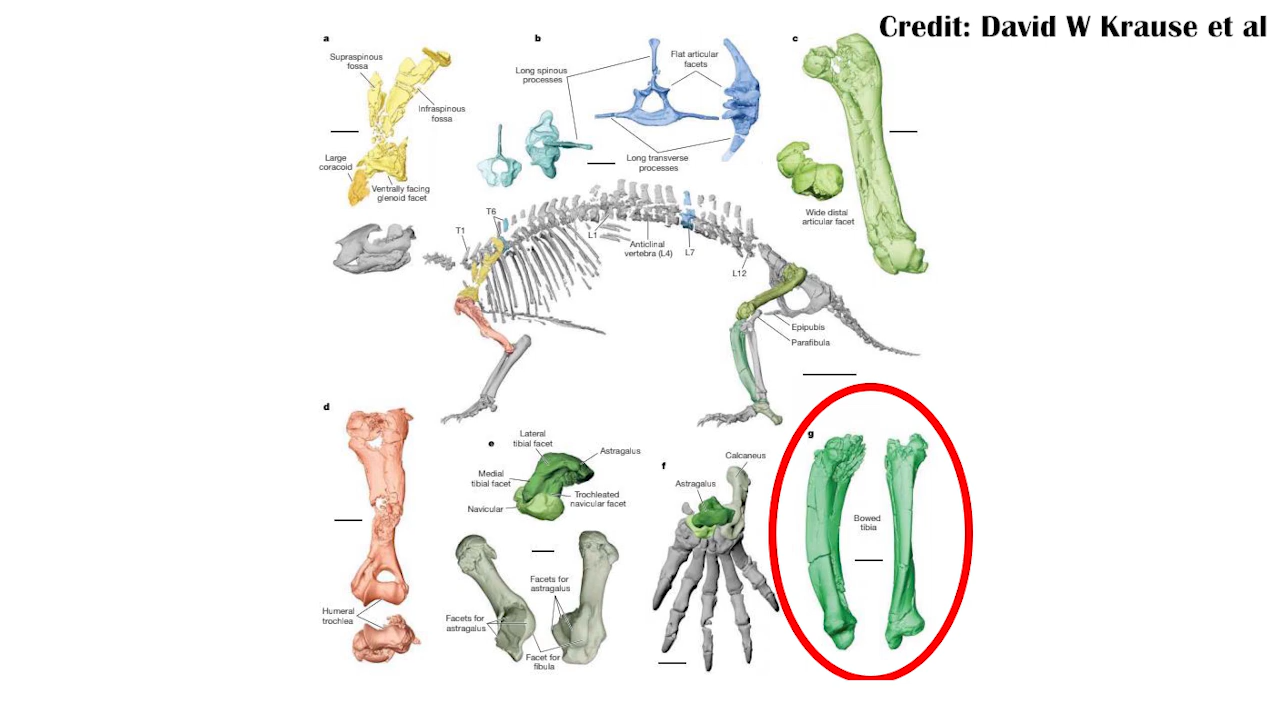 Credit: David W Krause et al
a
Supraspinous
fossa
Infraspinous
fossa
Large
coracoid
Ventrally facing
glenoid facet
b
Long spinous
processes
Flat articular
facets
Long transverse
processes
c
Wide distal
articular facet
T1
T6
L1
Anticlinal
vertebra (L4)
L7
L12
Epipubis
Parafibula
d
Humeral
trochlea
e
Lateral
tibial facet
Astragalus
Medial
tibial facet
Trochleated
navicular facet
Navicular
Facets for
astragalus
Facets for
astragalus
Facet for
fibula
f
Calcaneus
Astragalus
g
Bowed
tibia